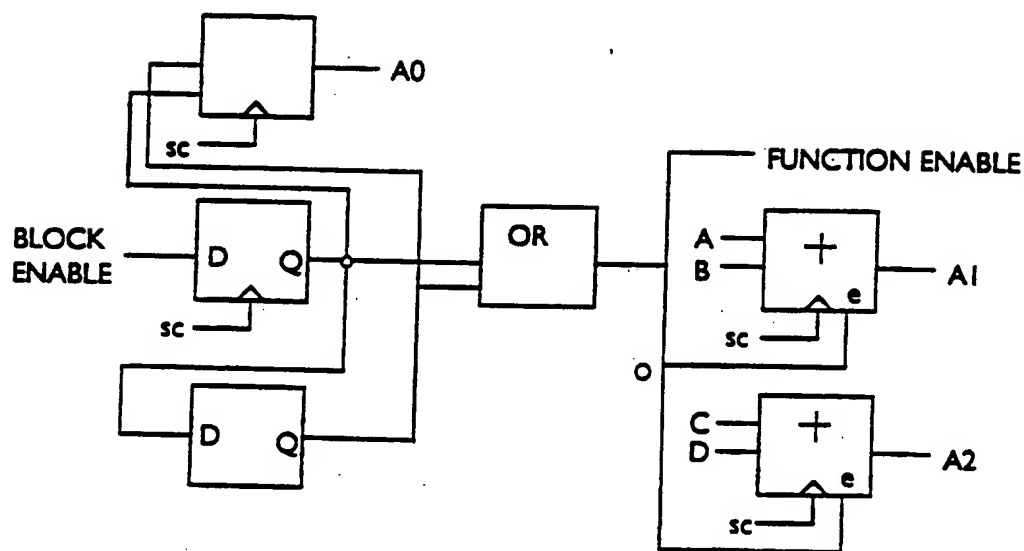 A0
sc
FUNCTION ENABLE
BLOCK
ENABLE
D
Q
sc
OR
A
B
+
e
A1
sc
D
Q
C
D
+
e
A2
sc